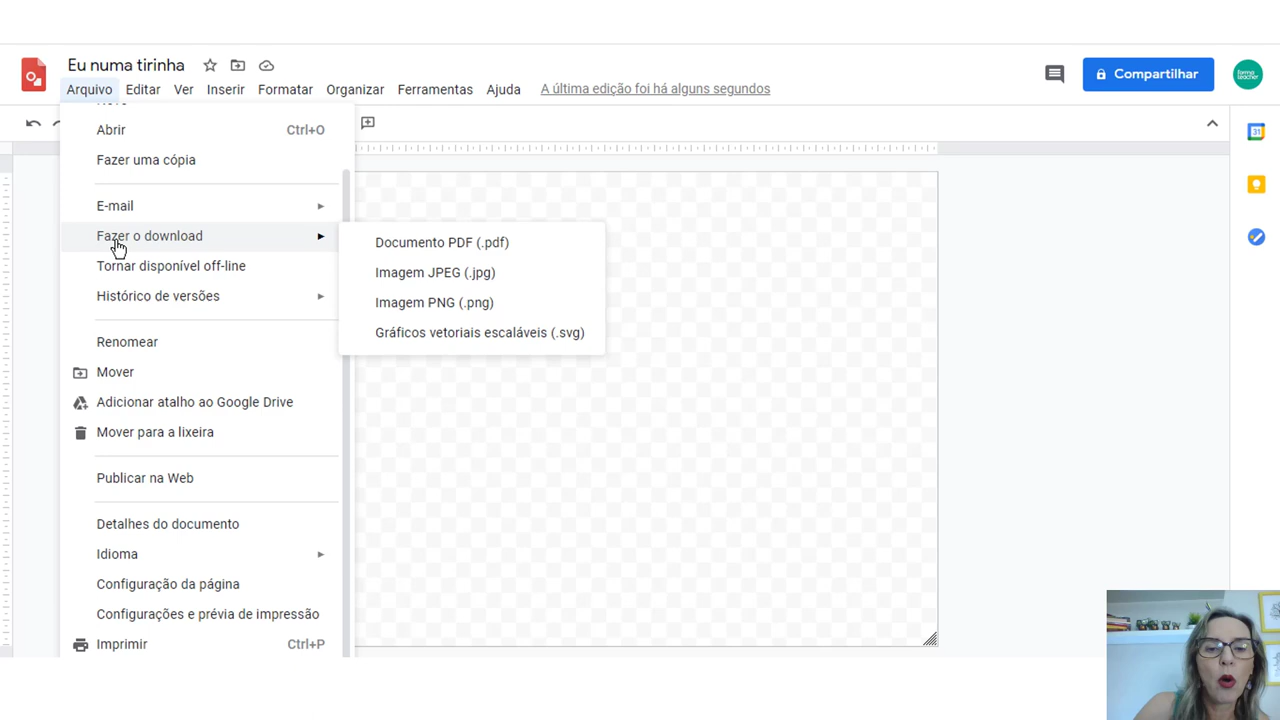 Eu numa tirinha
Arquivo Editar Ver Inserir Formatar Organizar Ferramentas Ajuda A última edição foi há alguns segundos
Compartilhar
forma teacher
Abrir Ctrl+O
Fazer uma cópia
E-mail
Fazer o download
Tornar disponível off-line
Histórico de versões
Renomear
Mover
Adicionar atalho ao Google Drive
Mover para a lixeira
Publicar na Web
Detalhes do documento
Idioma
Configuração da página
Configurações e prévia de impressão
Imprimir Ctrl+P
Documento PDF (.pdf)
Imagem JPEG (.jpg)
Imagem PNG (.png)
Gráficos vetoriais escaláveis (.svg)
31